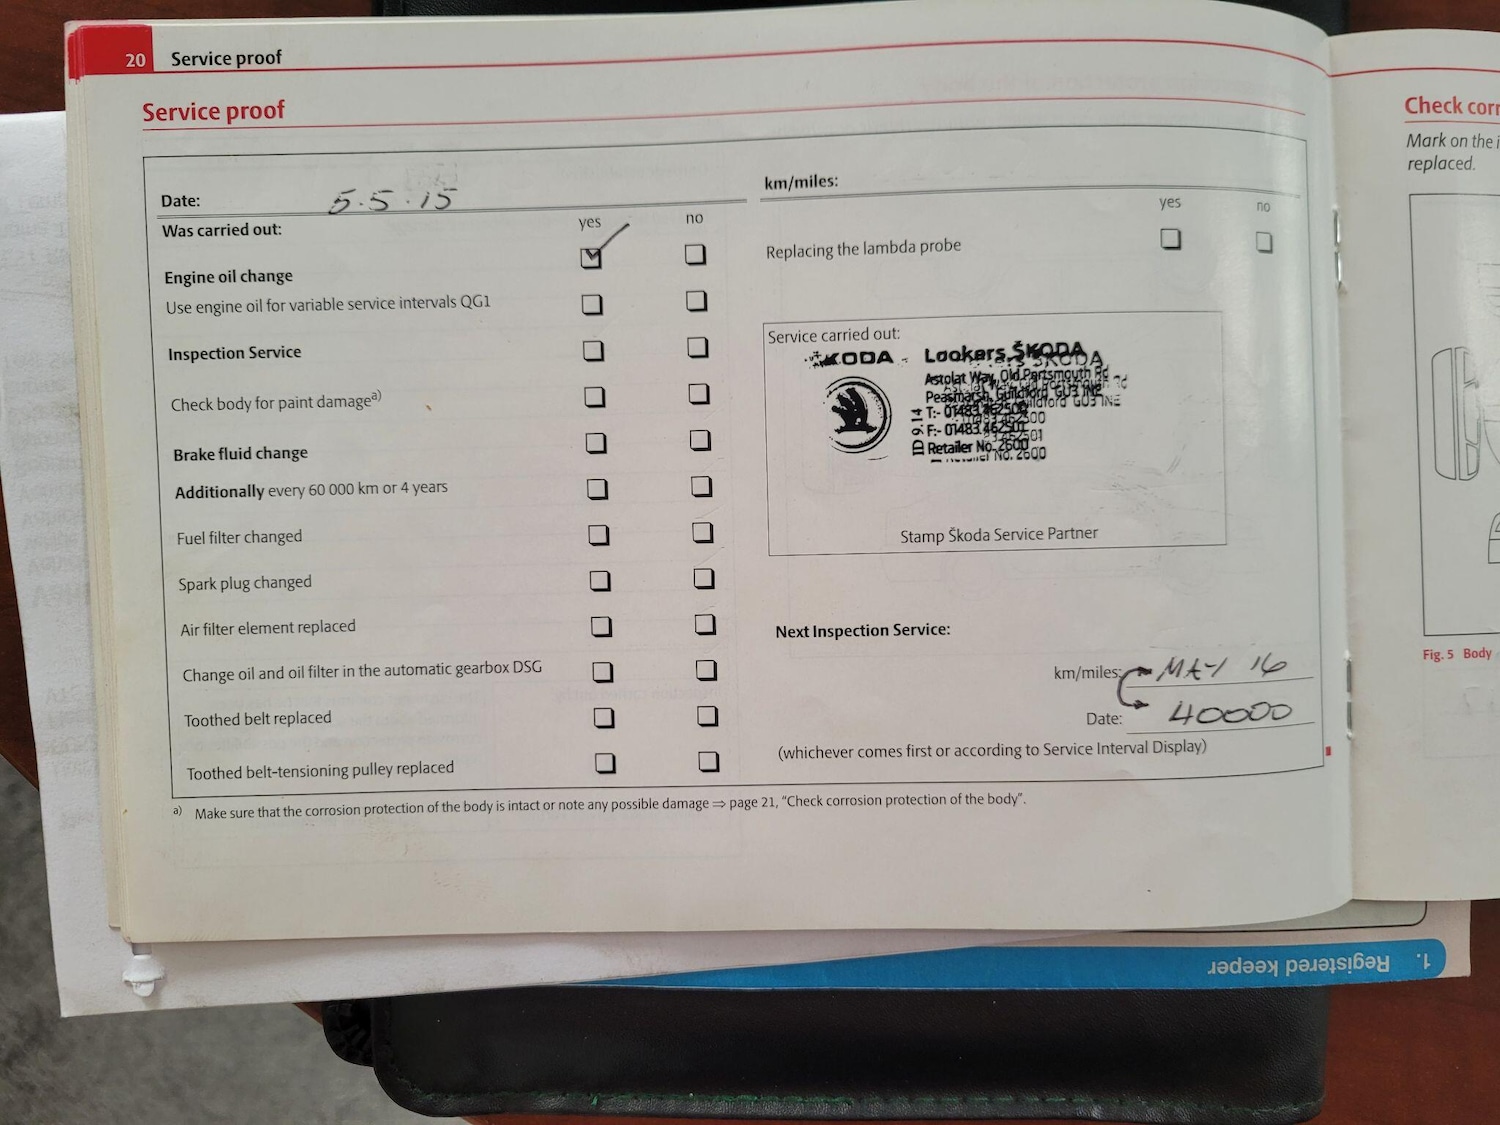 20 Service proof
Service proof
Date: 5.5.15
Was carried out:
yes no
Engine oil change
Use engine oil for variable service intervals QG1
Inspection Service
Check body for paint damage a)
Brake fluid change
Additionally every 60 000 km or 4 years
Fuel filter changed
Spark plug changed
Air filter element replaced
Change oil and oil filter in the automatic gearbox DSG
Toothed belt replaced
Toothed belt-tensioning pulley replaced
km/miles:
yes no
Replacing the lambda probe
Service carried out:
ŠKODA
Lookers ŠKODA
Astolat Way, Old Portsmouth Rd
Peasmarsh, Guildford, GU3 1NE
T:- 01483 462500
F:- 01483 462501
Retailer No. 2600
ID 9.14
Stamp Škoda Service Partner
Next Inspection Service:
km/miles: MAY 16
Date: 40000
(whichever comes first or according to Service Interval Display)
a) Make sure that the corrosion protection of the body is intact or note any possible damage ⇒ page 21, "Check corrosion protection of the body".
Check corr
Mark on the i
replaced.
Fig. 5 Body
1. Registered keeper